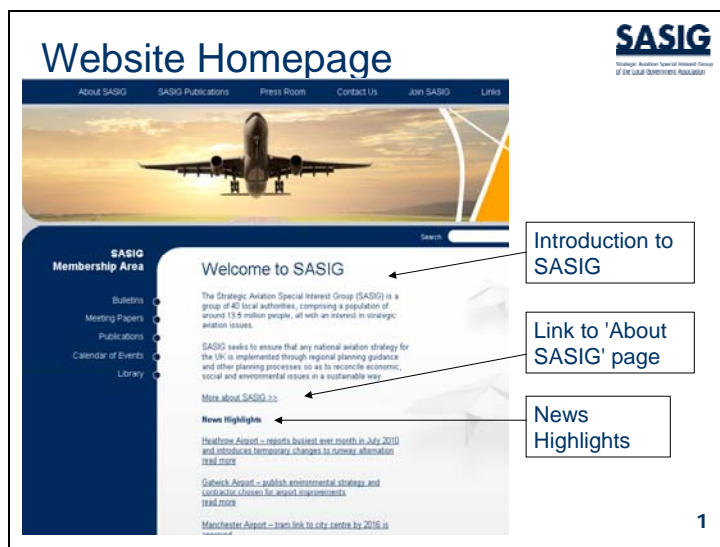 Website Homepage
SASIG
Strategic Aviation Special Interest Group
of the Local Government Association
About SASIG SASIG Publications Press Room Contact Us Join SASIG Links
Search
SASIG
Membership Area
Bulletins
Meeting Papers
Publications
Calendar of Events
Library
Welcome to SASIG
The Strategic Aviation Special Interest Group (SASIG) is a
group of 40 local authorities, comprising a population of
around 13.5 million people, all with an interest in strategic
aviation issues.
SASIG seeks to ensure that any national aviation strategy for
the UK is implemented through regional planning guidance
and other planning processes so as to reconcile economic,
social and environmental issues in a sustainable way.
More about SASIG >>
News Highlights
Heathrow Airport – reports busiest ever month in July 2010
and introduces temporary changes to runway alternation
read more
Gatwick Airport – publish environmental strategy and
contractor chosen for airport improvements
read more
Manchester Airport – tram link to city centre by 2016 is
approved
Introduction to
SASIG
Link to 'About
SASIG' page
News
Highlights
1